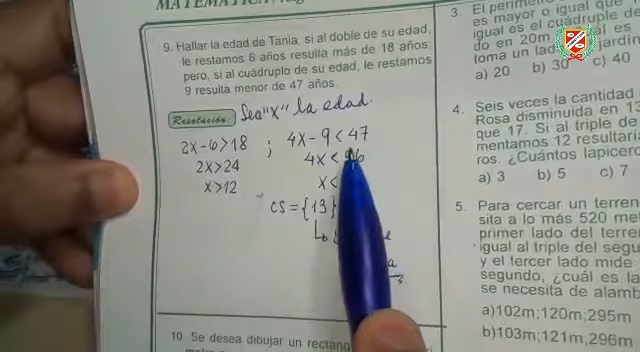 MATEMÁTICA
9. Hallar la edad de Tania, si al doble de su edad,
le restamos 6 años resulta más de 18 años,
pero, si al cuádruplo de su edad, le restamos
9 resulta menor de 47 años.
Resolución: Sea "x" la edad.
2x-6>18 ; 4x-9<47
2x>24 4x<56
x>12 x<
CS={13}
10 Se desea dibujar un rectáng
3. El perímetro
es mayor o igual que
es igual el cuádruple de
do en 20m
toma un lado jardín
a) 20 b) 30 c) 40
4. Seis veces la cantidad
Rosa disminuida en 15
que 17. Si al triple de
mentamos 12 resultar
ros. ¿Cuántos lapicero
a) 3 b) 5 c) 7
5. Para cercar un terren
sita a lo más 520 me
primer lado del terre
igual al triple del segu
y el tercer lado mide
segundo, ¿cuál es la
se necesita de alamb
a)102m;120m;295m
b)103m;121m;296m